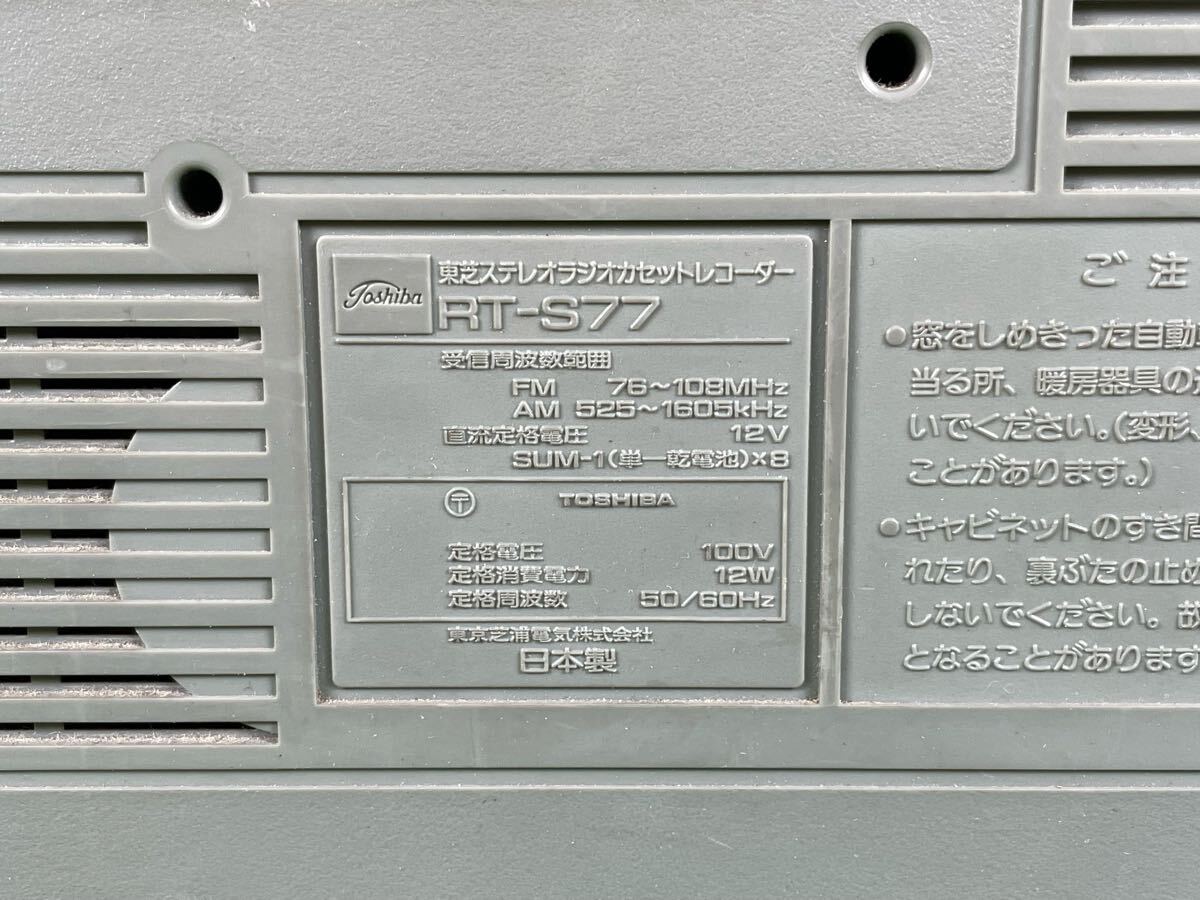 Toshiba
東芝ステレオラジオカセットレコーダー
RT-S77
受信周波数範囲
FM 76~108MHz
AM 525~1605kHz
直流定格電圧 12V
SUM-1(単一乾電池)×8
〒 TOSHIBA
定格電圧 100V
定格消費電力 12W
定格周波数 50/60Hz
東京芝浦電気株式会社
日本製
ご注
●窓をしめきった自動
当る所、暖房器具の
いでください。(変形、
ことがあります。)
●キャビネットのすき間
れたり、裏ぶたの止め
しないでください。故
となることがあります